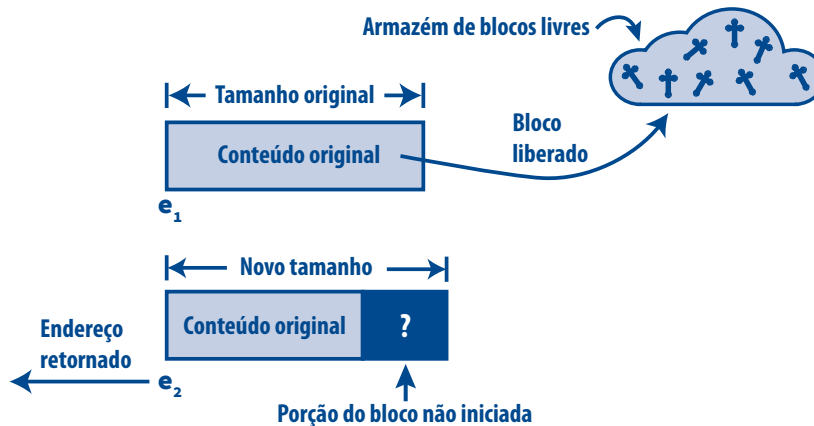 Armazém de blocos livres
Tamanho original
Bloco
liberado
Conteúdo original
e1
Novo tamanho
Conteúdo original ?
Endereço
retornado
e2
Porção do bloco não iniciada